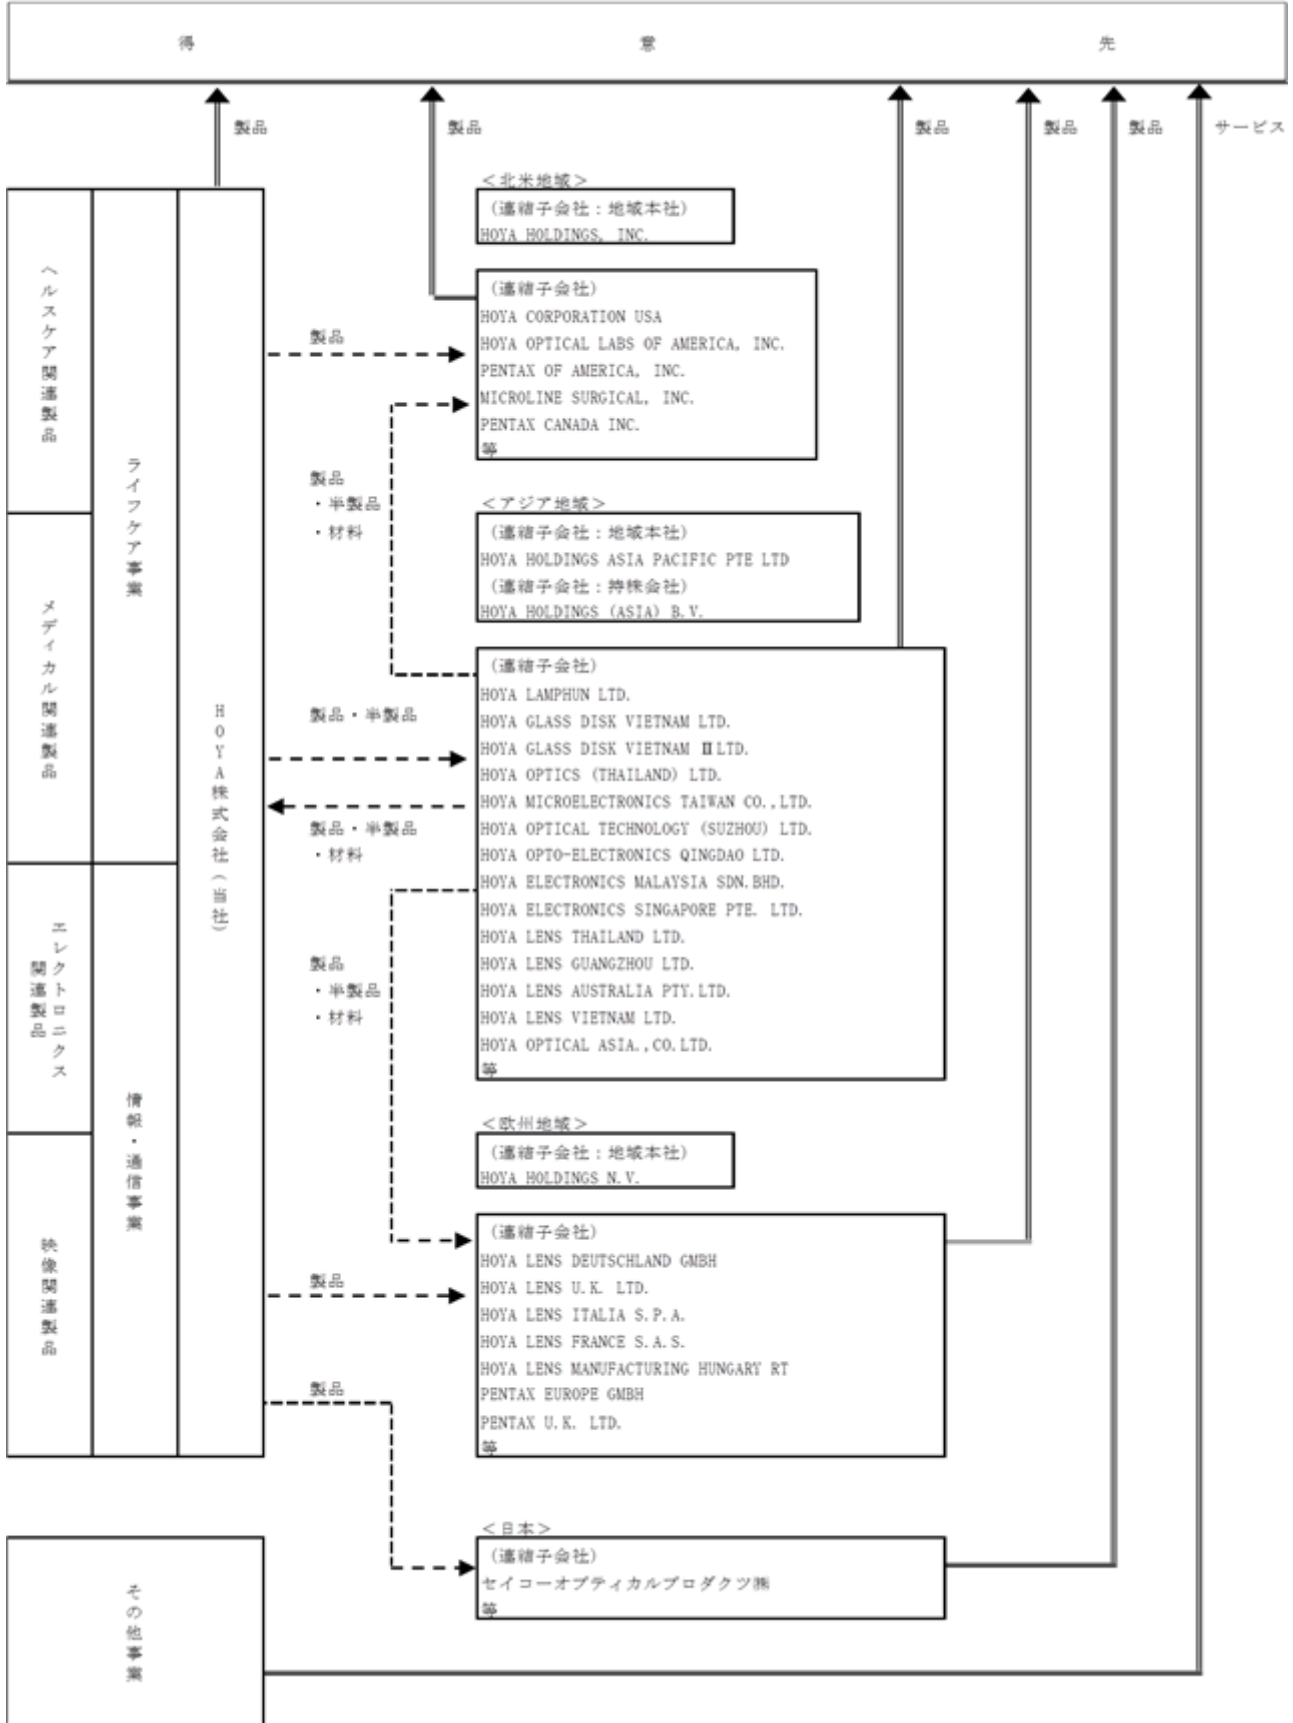 得意先
製品
製品
製品
製品
製品
サービス
ヘルスケア関連製品
メディカル関連製品
エレクトロニクス
関連製品
映像関連製品
ライフケア事業
情報・通信事業
HOYA株式会社(当社)
その他事業
製品
製品
・半製品
・材料
製品・半製品
製品・半製品
・材料
製品
・半製品
・材料
製品
製品
<北米地域>
(連結子会社:地域本社)
HOYA HOLDINGS, INC.
(連結子会社)
HOYA CORPORATION USA
HOYA OPTICAL LABS OF AMERICA, INC.
PENTAX OF AMERICA, INC.
MICROLINE SURGICAL, INC.
PENTAX CANADA INC.
等
<アジア地域>
(連結子会社:地域本社)
HOYA HOLDINGS ASIA PACIFIC PTE LTD
(連結子会社:持株会社)
HOYA HOLDINGS (ASIA) B.V.
(連結子会社)
HOYA LAMPHUN LTD.
HOYA GLASS DISK VIETNAM LTD.
HOYA GLASS DISK VIETNAM Ⅱ LTD.
HOYA OPTICS (THAILAND) LTD.
HOYA MICROELECTRONICS TAIWAN CO.,LTD.
HOYA OPTICAL TECHNOLOGY (SUZHOU) LTD.
HOYA OPTO-ELECTRONICS QINGDAO LTD.
HOYA ELECTRONICS MALAYSIA SDN.BHD.
HOYA ELECTRONICS SINGAPORE PTE. LTD.
HOYA LENS THAILAND LTD.
HOYA LENS GUANGZHOU LTD.
HOYA LENS AUSTRALIA PTY.LTD.
HOYA LENS VIETNAM LTD.
HOYA OPTICAL ASIA.,CO.LTD.
等
<欧州地域>
(連結子会社:地域本社)
HOYA HOLDINGS N.V.
(連結子会社)
HOYA LENS DEUTSCHLAND GMBH
HOYA LENS U.K. LTD.
HOYA LENS ITALIA S.P.A.
HOYA LENS FRANCE S.A.S.
HOYA LENS MANUFACTURING HUNGARY RT
PENTAX EUROPE GMBH
PENTAX U.K. LTD.
等
<日本>
(連結子会社)
セイコーオプティカルプロダクツ㈱
等